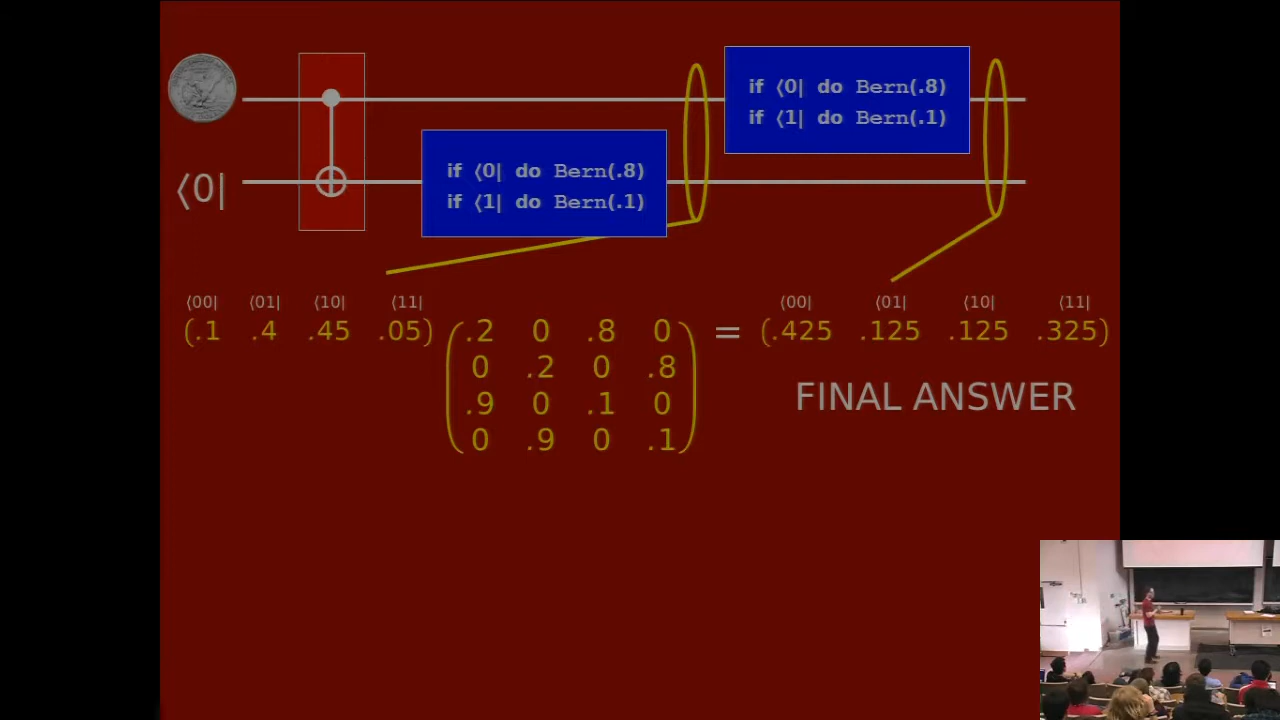 if ⟨0| do Bern(.8)
if ⟨1| do Bern(.1)
if ⟨0| do Bern(.8)
if ⟨1| do Bern(.1)
⟨0|
⟨00| ⟨01| ⟨10| ⟨11|
(.1 .4 .45 .05)
.2 0 .8 0
0 .2 0 .8
.9 0 .1 0
0 .9 0 .1
=
⟨00| ⟨01| ⟨10| ⟨11|
(.425 .125 .125 .325)
FINAL ANSWER